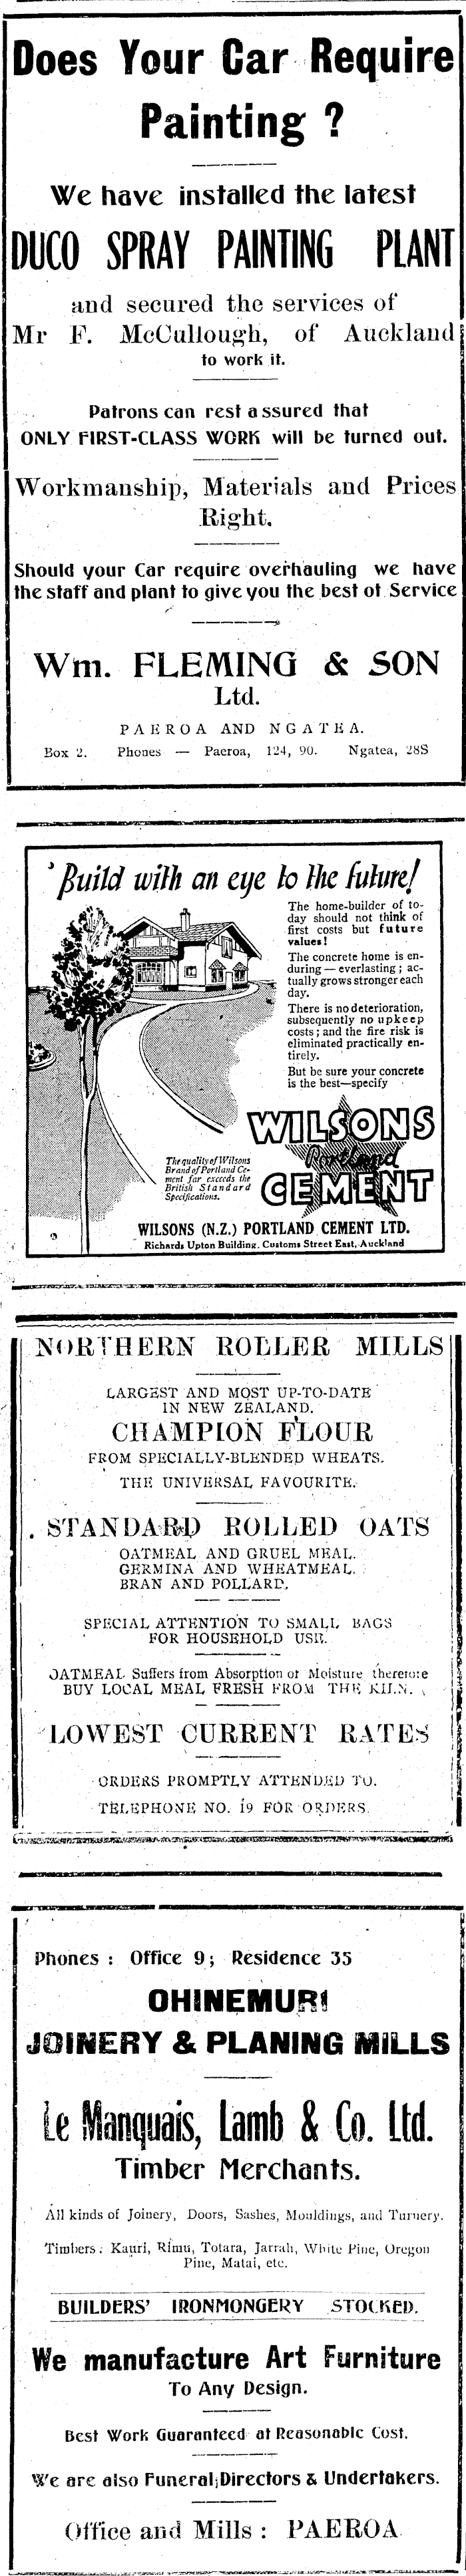 Does Your Car Require
Painting ?
We have installed the latest
DUCO SPRAY PAINTING PLANT
and secured the services of
Mr F. McCullough, of Auckland
to work it.
Patrons can rest assured that
ONLY FIRST-CLASS WORK will be turned out.
Workmanship, Materials and Prices
Right.
Should your Car require overhauling we have
the staff and plant to give you the best of Service
Wm. FLEMING & SON
Ltd.
PAEROA AND NGATEA.
Box 2. Phones — Paeroa, 124, 90. Ngatea, 28S
'Build with an eye to the future!
The home-builder of to-
day should not think of
first costs but future
values!
The concrete home is en-
during — everlasting; ac-
tually grows stronger each
day.
There is no deterioration,
subsequently no upkeep
costs; and the fire risk is
eliminated practically en-
tirely.
But be sure your concrete
is the best—specify
WILSONS
Portland
CEMENT
The quality of Wilsons
Brand of Portland Ce-
ment far exceeds the
British Standard
Specifications.
WILSONS (N.Z.) PORTLAND CEMENT LTD.
Richards Upton Building, Customs Street East, Auckland
NORTHERN ROLLER MILLS
LARGEST AND MOST UP-TO-DATE
IN NEW ZEALAND.
CHAMPION FLOUR
FROM SPECIALLY-BLENDED WHEATS.
THE UNIVERSAL FAVOURITE.
STANDARD ROLLED OATS
OATMEAL AND GRUEL MEAL.
GERMINA AND WHEATMEAL.
BRAN AND POLLARD.
SPECIAL ATTENTION TO SMALL BAGS
FOR HOUSEHOLD USE.
OATMEAL Suffers from Absorption of Moisture therefore
BUY LOCAL MEAL FRESH FROM THE KILN.
LOWEST CURRENT RATES
ORDERS PROMPTLY ATTENDED TO.
TELEPHONE NO. 19 FOR ORDERS.
Phones : Office 9; Residence 35
OHINEMURI
JOINERY & PLANING MILLS
Le Manquais, Lamb & Co. Ltd.
Timber Merchants.
All kinds of Joinery, Doors, Sashes, Mouldings, and Turnery.
Timbers: Kauri, Rimu, Totara, Jarrah, White Pine, Oregon
Pine, Matai, etc.
BUILDERS' IRONMONGERY STOCKED.
We manufacture Art Furniture
To Any Design.
Best Work Guaranteed at Reasonable Cost.
We are also Funeral Directors & Undertakers.
Office and Mills : PAEROA